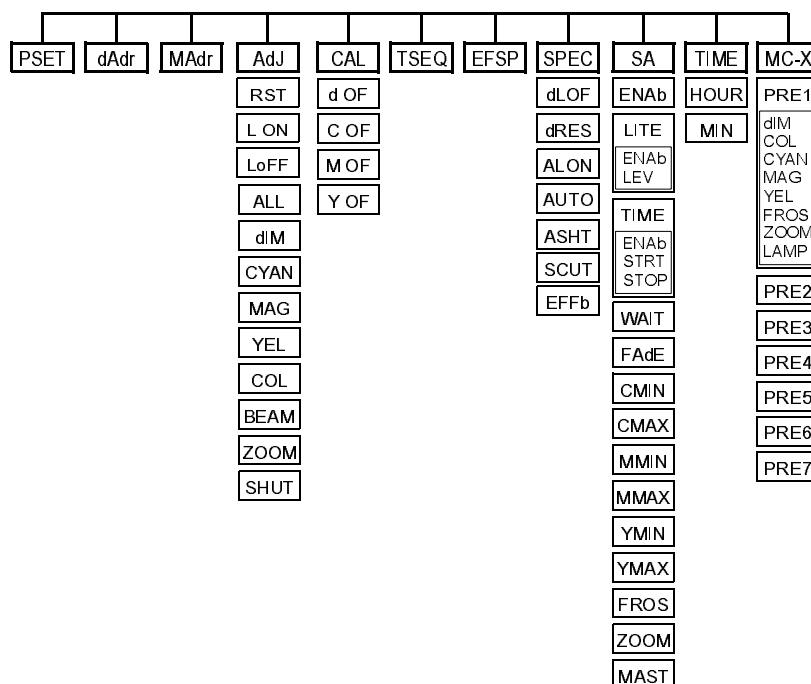 PSET dAdr MAdr AdJ CAL TSEQ EFSP SPEC SA TIME MC-X
RST
L ON
LoFF
ALL
dIM
CYAN
MAG
YEL
COL
BEAM
ZOOM
SHUT
d OF
C OF
M OF
Y OF
dLOF
dRES
ALON
AUTO
ASHT
SCUT
EFFb
ENAb
LITE
ENAb
LEV
TIME
ENAb
STRT
STOP
WAIT
FAdE
CMIN
CMAX
MMIN
MMAX
YMIN
YMAX
FROS
ZOOM
MAST
HOUR
MIN
PRE1
dIM
COL
CYAN
MAG
YEL
FROS
ZOOM
LAMP
PRE2
PRE3
PRE4
PRE5
PRE6
PRE7